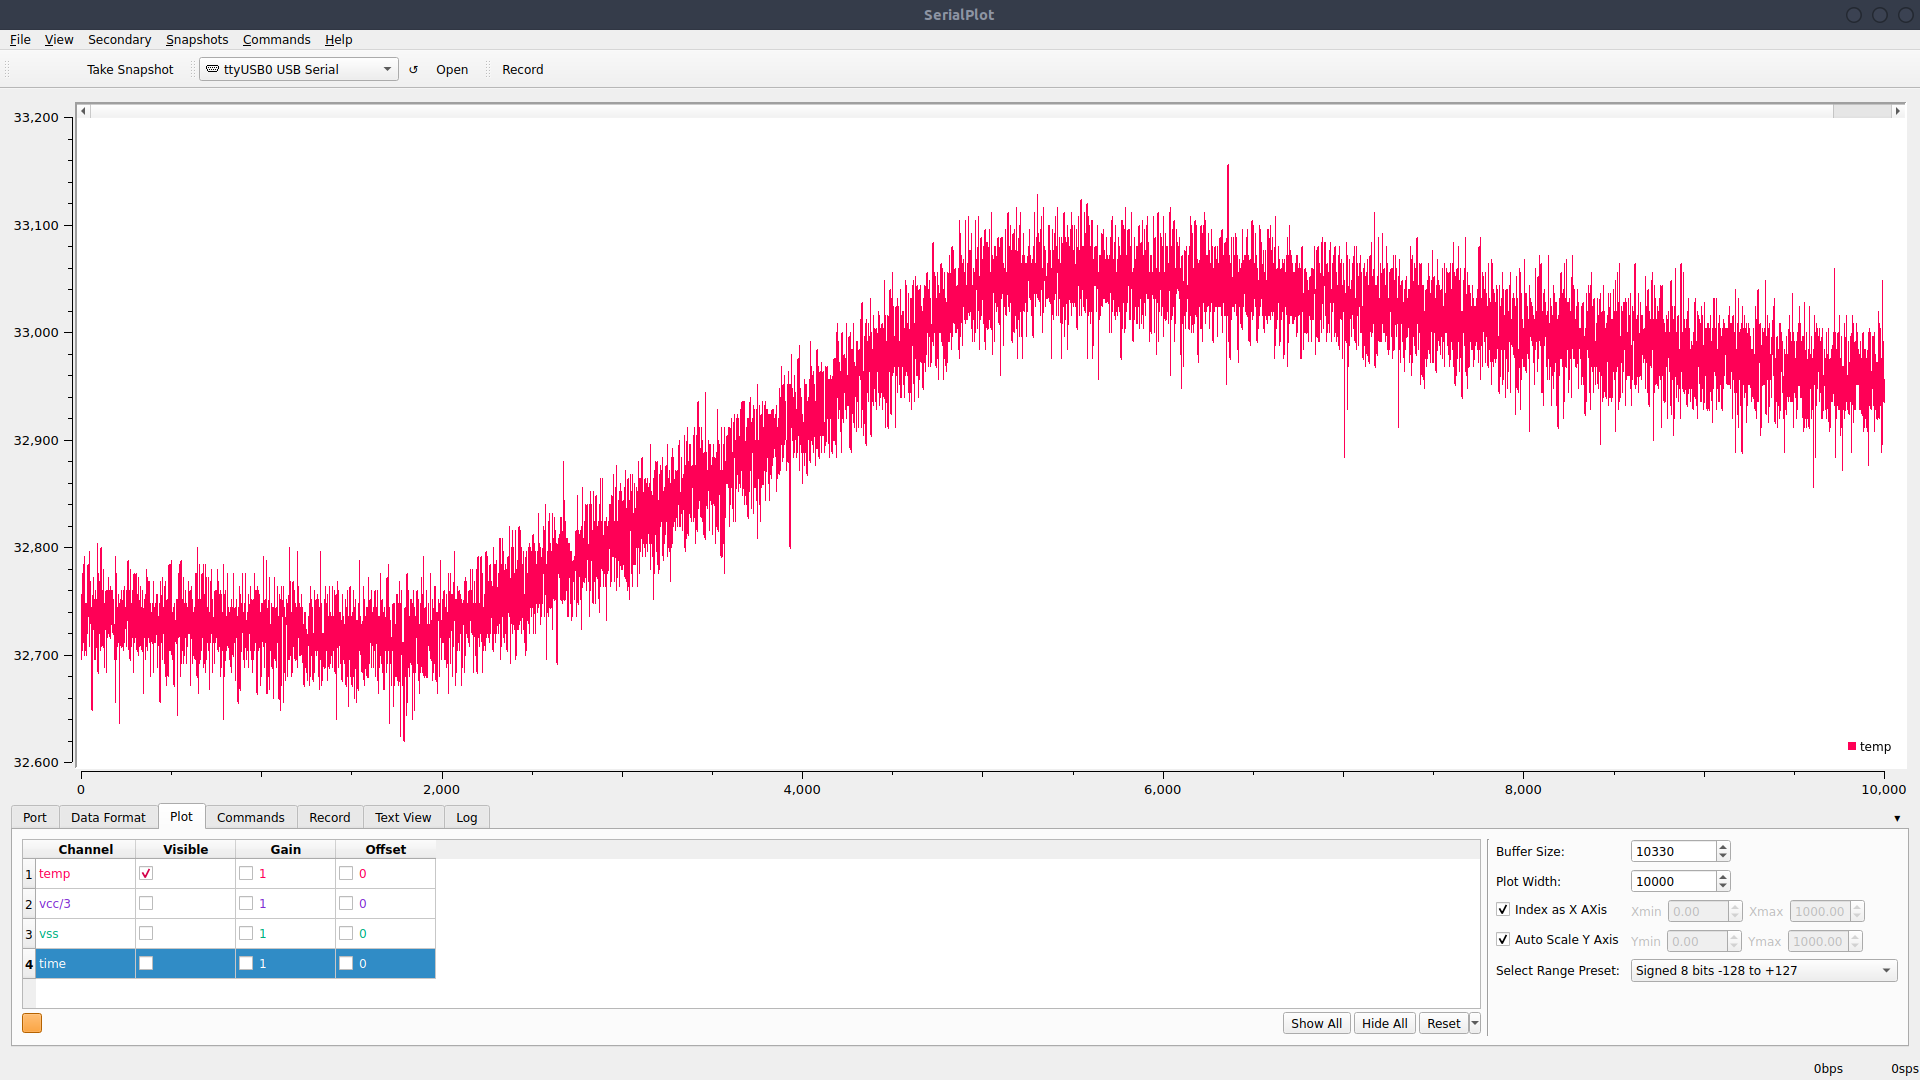 SerialPlot
File View Secondary Snapshots Commands Help
Take Snapshot ttyUSB0 USB Serial Open Record
33,200
33,100
33,000
32,900
32,800
32,700
32,600
temp
0 2,000 4,000 6,000 8,000 10,000
Port Data Format Plot Commands Record Text View Log
Channel Visible Gain Offset
1 temp 1 0
2 vcc/3 1 0
3 vss 1 0
4 time 1 0
Show All Hide All Reset
Buffer Size: 10330
Plot Width: 10000
Index as X AXis Xmin 0.00 Xmax 1000.00
Auto Scale Y Axis Ymin 0.00 Ymax 1000.00
Select Range Preset: Signed 8 bits -128 to +127
0bps 0sps